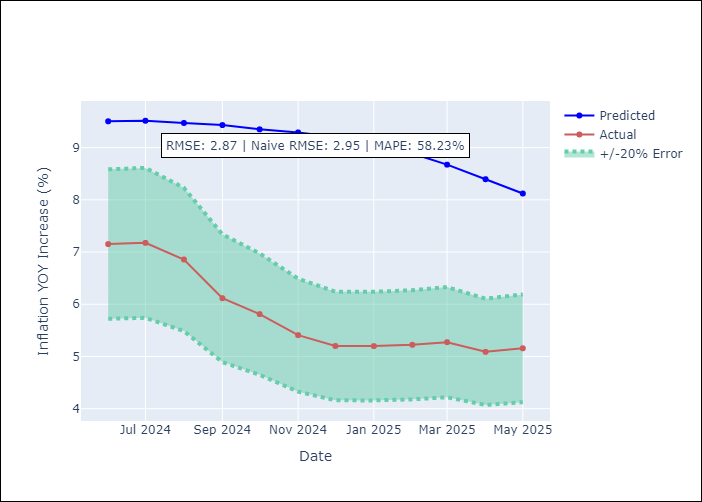 Predicted
Actual
+/-20% Error
RMSE: 2.87 | Naive RMSE: 2.95 | MAPE: 58.23%
Inflation YOY Increase (%)
9
8
7
6
5
4
Jul 2024
Sep 2024
Nov 2024
Jan 2025
Mar 2025
May 2025
Date